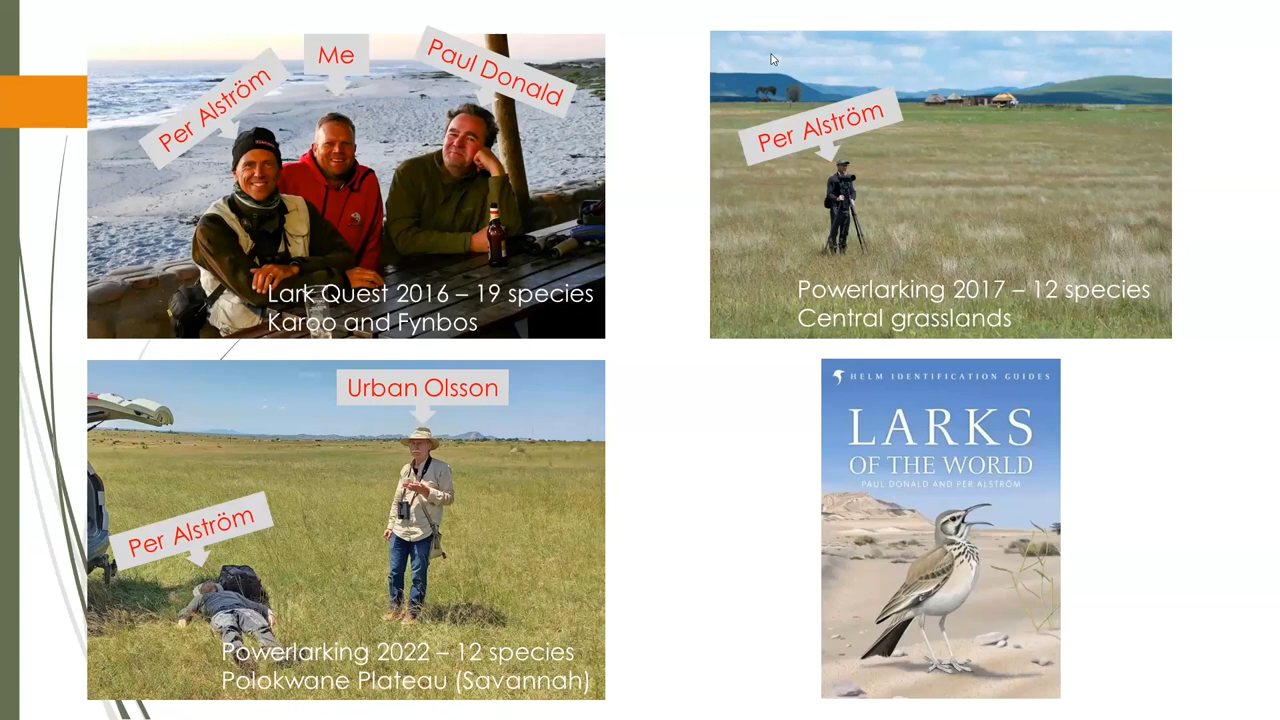 Per Alström
Me
Paul Donald
Lark Quest 2016 – 19 species
Karoo and Fynbos
Per Alström
Powerlarking 2017 – 12 species
Central grasslands
Urban Olsson
Per Alström
Powerlarking 2022 – 12 species
Polokwane Plateau (Savannah)
HELM IDENTIFICATION GUIDES
LARKS
OF THE WORLD
PAUL DONALD AND PER ALSTRÖM